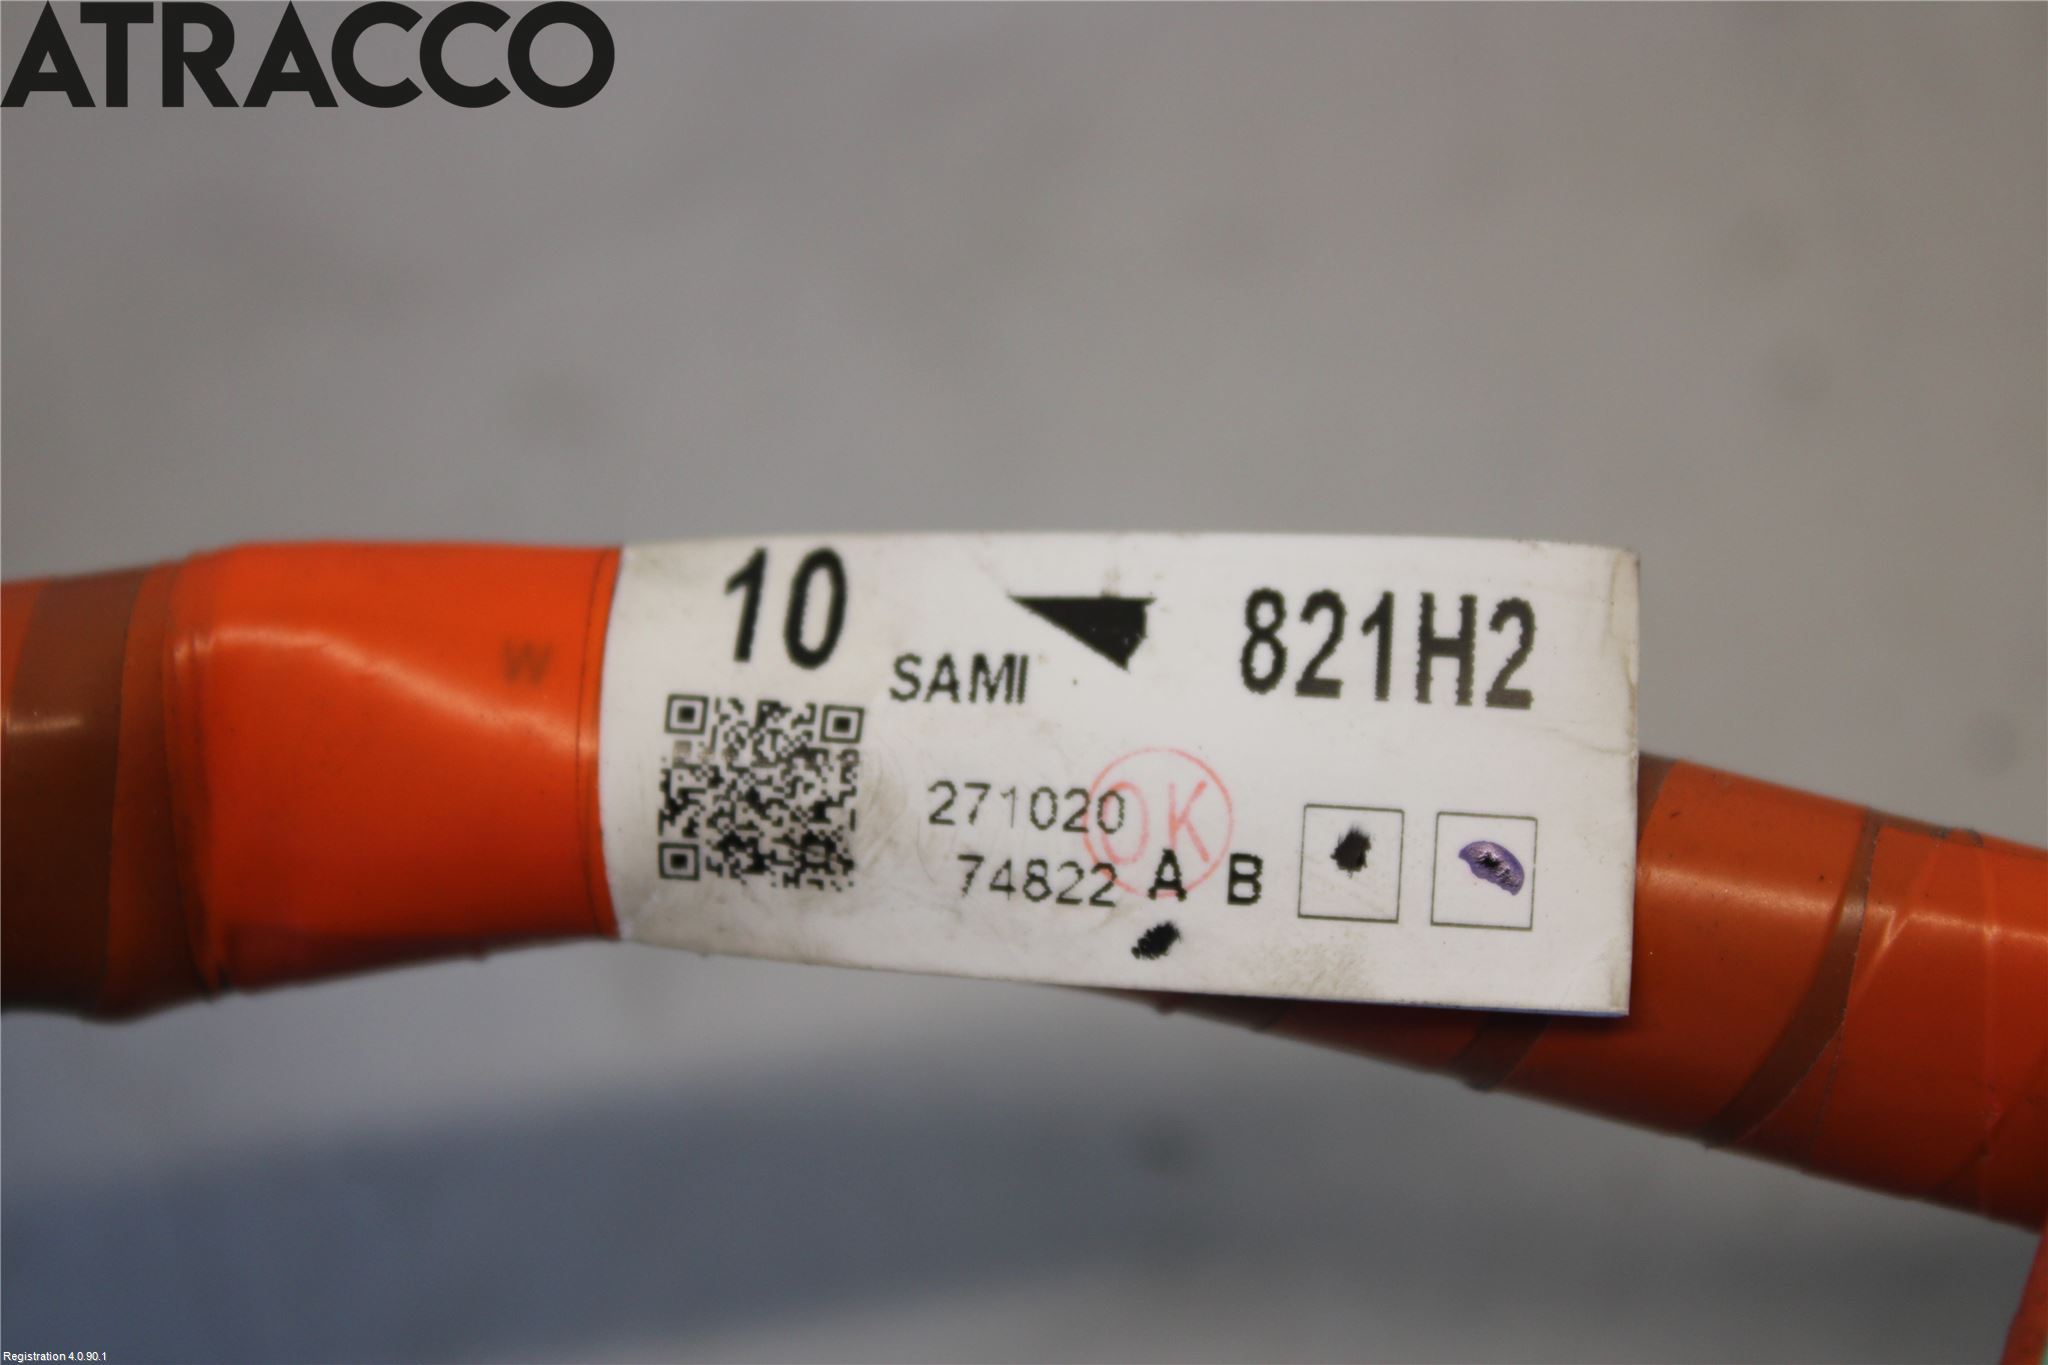 ATRACCO
W
10
SAMI
821H2
271020
OK
74822 A B
Registration 4.0.90.1